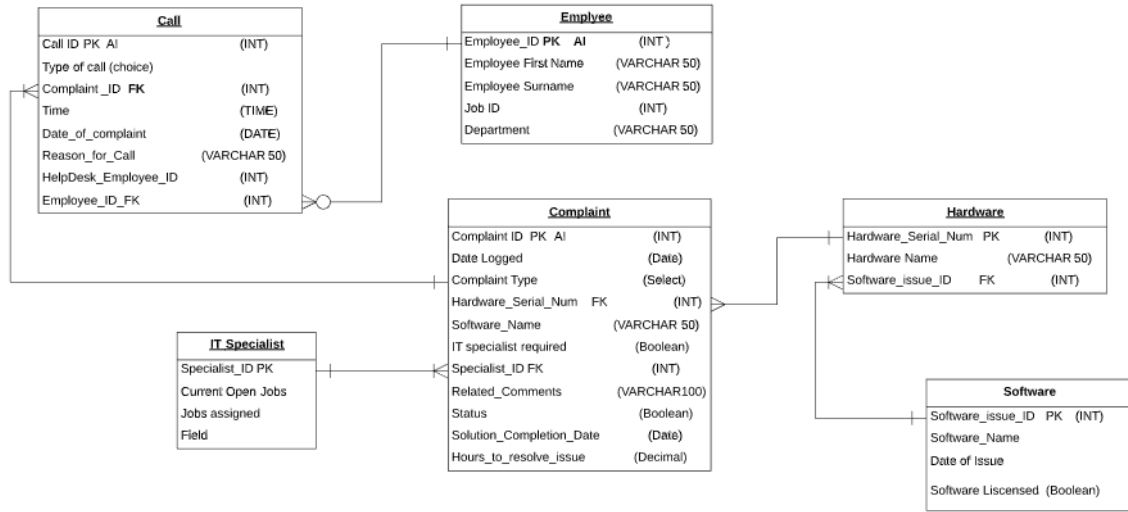 Call
Call ID PK AI (INT)
Type of call (choice)
Complaint _ID FK (INT)
Time (TIME)
Date_of_complaint (DATE)
Reason_for_Call (VARCHAR 50)
HelpDesk_Employee_ID (INT)
Employee_ID_FK (INT)
Emplyee
Employee_ID PK AI (INT)
Employee First Name (VARCHAR 50)
Employee Surname (VARCHAR 50)
Job ID (INT)
Department (VARCHAR 50)
Complaint
Complaint ID PK AI (INT)
Date Logged (Date)
Complaint Type (Select)
Hardware_Serial_Num FK (INT)
Software_Name (VARCHAR 50)
IT specialist required (Boolean)
Specialist_ID FK (INT)
Related_Comments (VARCHAR100)
Status (Boolean)
Solution_Completion_Date (Date)
Hours_to_resolve_issue (Decimal)
Hardware
Hardware_Serial_Num PK (INT)
Hardware Name (VARCHAR 50)
Software_issue_ID FK (INT)
IT Specialist
Specialist_ID PK
Current Open Jobs
Jobs assigned
Field
Software
Software_issue_ID PK (INT)
Software_Name
Date of Issue
Software Liscensed (Boolean)